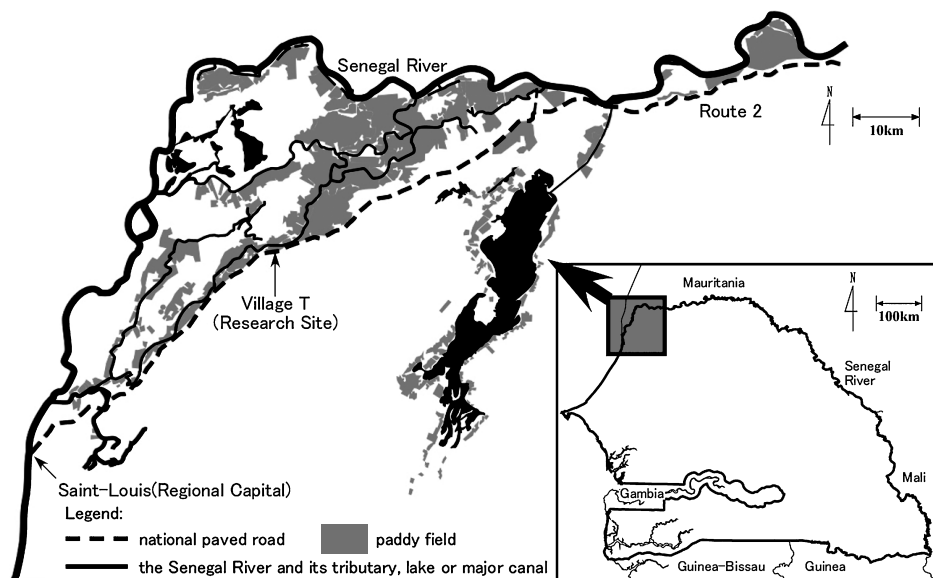 Senegal River
Route 2
N
10km
Village T
(Research Site)
Saint-Louis(Regional Capital)
Legend:
national paved road
paddy field
the Senegal River and its tributary, lake or major canal
Mauritania
N
100km
Senegal
River
Mali
Gambia
Guinea-Bissau
Guinea